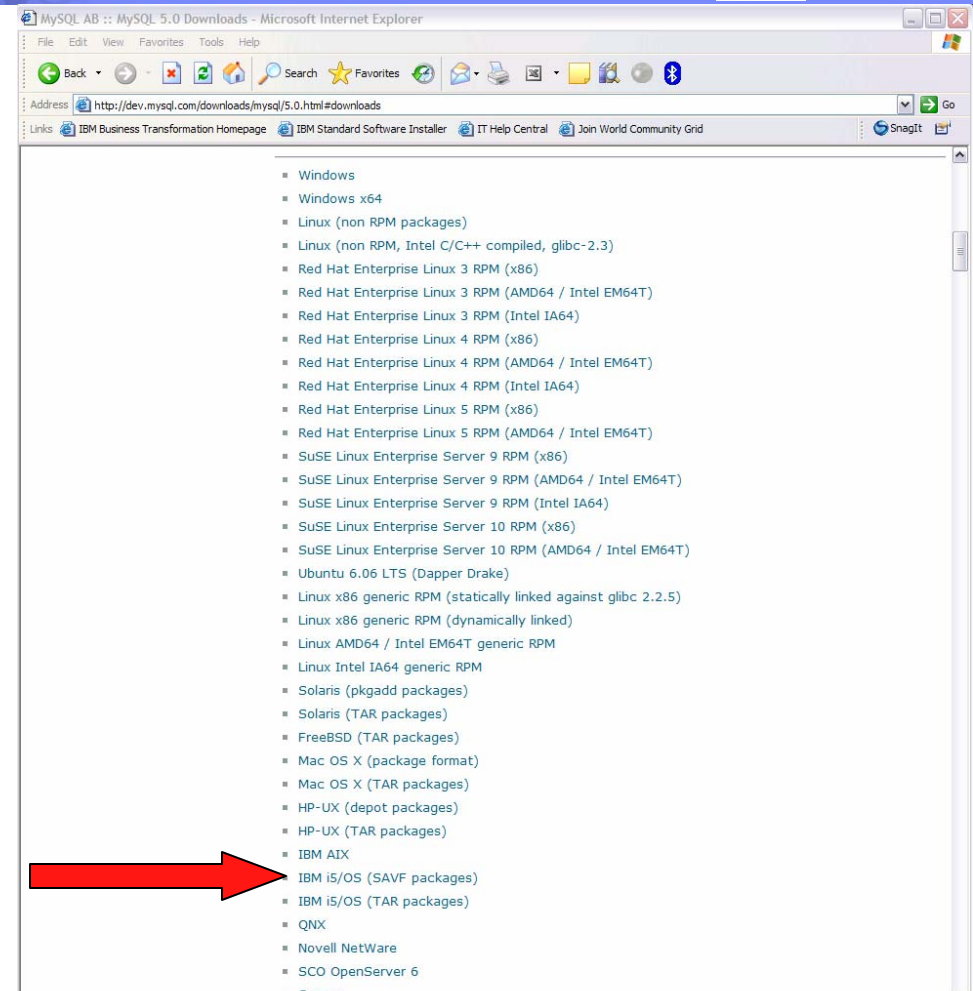 MySQL AB :: MySQL 5.0 Downloads - Microsoft Internet Explorer
File Edit View Favorites Tools Help
Back Search Favorites
Address http://dev.mysql.com/downloads/mysql/5.0.html#downloads Go
Links IBM Business Transformation Homepage IBM Standard Software Installer IT Help Central Join World Community Grid SnagIt
Windows
Windows x64
Linux (non RPM packages)
Linux (non RPM, Intel C/C++ compiled, glibc-2.3)
Red Hat Enterprise Linux 3 RPM (x86)
Red Hat Enterprise Linux 3 RPM (AMD64 / Intel EM64T)
Red Hat Enterprise Linux 3 RPM (Intel IA64)
Red Hat Enterprise Linux 4 RPM (x86)
Red Hat Enterprise Linux 4 RPM (AMD64 / Intel EM64T)
Red Hat Enterprise Linux 4 RPM (Intel IA64)
Red Hat Enterprise Linux 5 RPM (x86)
Red Hat Enterprise Linux 5 RPM (AMD64 / Intel EM64T)
SuSE Linux Enterprise Server 9 RPM (x86)
SuSE Linux Enterprise Server 9 RPM (AMD64 / Intel EM64T)
SuSE Linux Enterprise Server 9 RPM (Intel IA64)
SuSE Linux Enterprise Server 10 RPM (x86)
SuSE Linux Enterprise Server 10 RPM (AMD64 / Intel EM64T)
Ubuntu 6.06 LTS (Dapper Drake)
Linux x86 generic RPM (statically linked against glibc 2.2.5)
Linux x86 generic RPM (dynamically linked)
Linux AMD64 / Intel EM64T generic RPM
Linux Intel IA64 generic RPM
Solaris (pkgadd packages)
Solaris (TAR packages)
FreeBSD (TAR packages)
Mac OS X (package format)
Mac OS X (TAR packages)
HP-UX (depot packages)
HP-UX (TAR packages)
IBM AIX
IBM i5/OS (SAVF packages)
IBM i5/OS (TAR packages)
QNX
Novell NetWare
SCO OpenServer 6